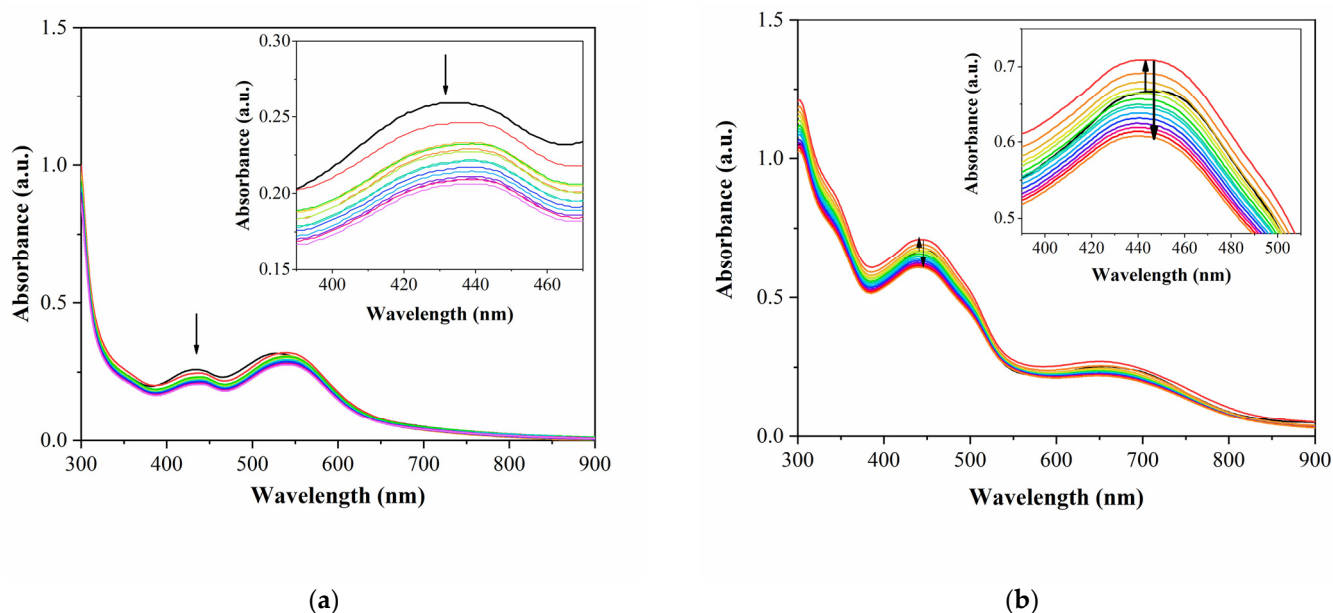 1.5
1.0
0.5
0.0
Absorbance (a.u.)
300 400 500 600 700 800 900
Wavelength (nm)
0.30
0.25
0.20
0.15
Absorbance (a.u.)
400 420 440 460
Wavelength (nm)
(a)
1.5
1.0
0.5
0.0
Absorbance (a.u.)
300 400 500 600 700 800 900
Wavelength (nm)
0.7
0.6
0.5
Absorbance (a.u.)
400 420 440 460 480 500
Wavelength (nm)
(b)